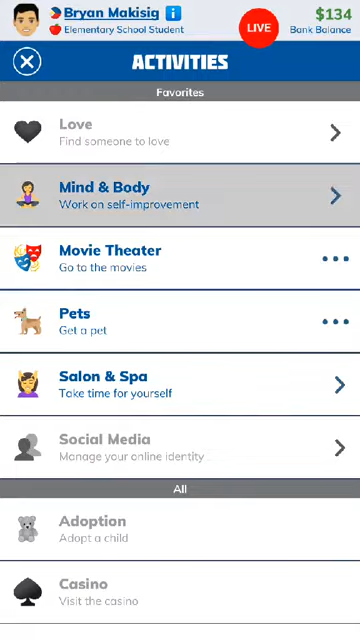 Bryan Makisig i
Elementary School Student
LIVE
$134
Bank Balance
ACTIVITIES
Favorites
Love
Find someone to love
Mind & Body
Work on self-improvement
Movie Theater
Go to the movies
Pets
Get a pet
Salon & Spa
Take time for yourself
Social Media
Manage your online identity
All
Adoption
Adopt a child
Casino
Visit the casino